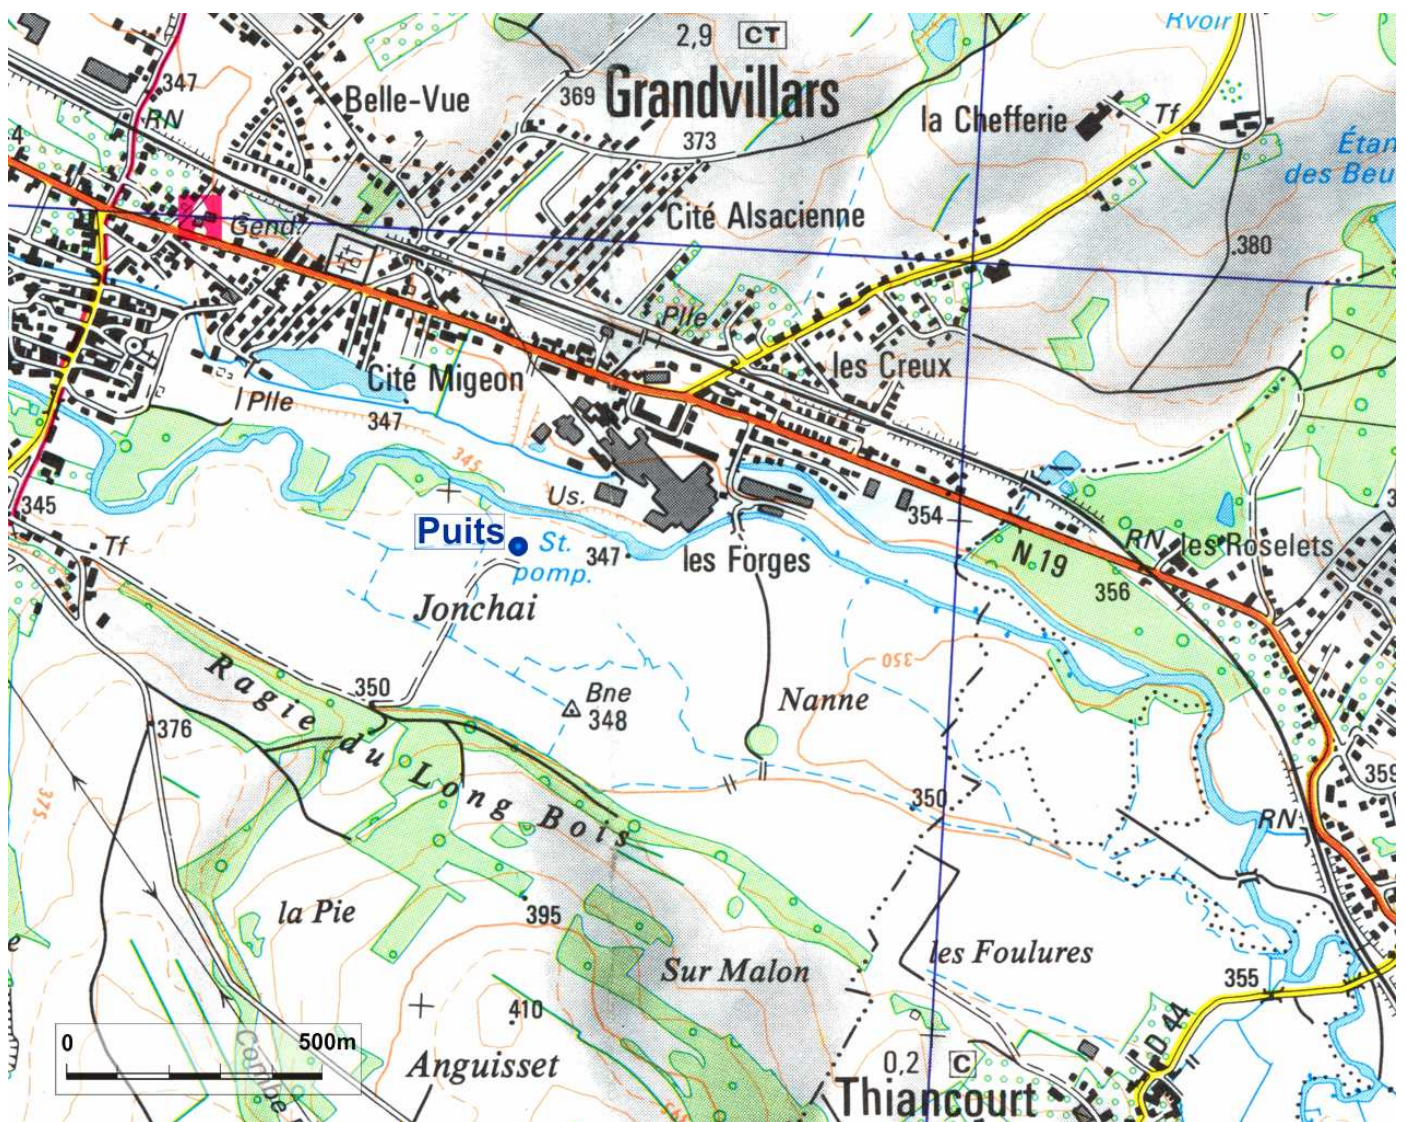 Rvoir
2,9 CT
Grandvillars
347
Belle-Vue
369
la Chefferie
Tf
RN
373
Étan
des Beu
4
Gend.
Cité Alsacienne
.380
Plle
les Creux
Cité Migeon
Plle
347
345
Us.
354
345
Puits
St.
pomp.
347
les Forges
N.19
RN
les Roselets
Tf
356
Jonchai
350
Ragie du Long Bois
350
Bne
348
Nanne
376
359
375
350
RN
395
la Pie
les Foulures
Sur Malon
355
410
0 500m
Combe
Anguisset
0,2 C
D 44
Thiancourt
395